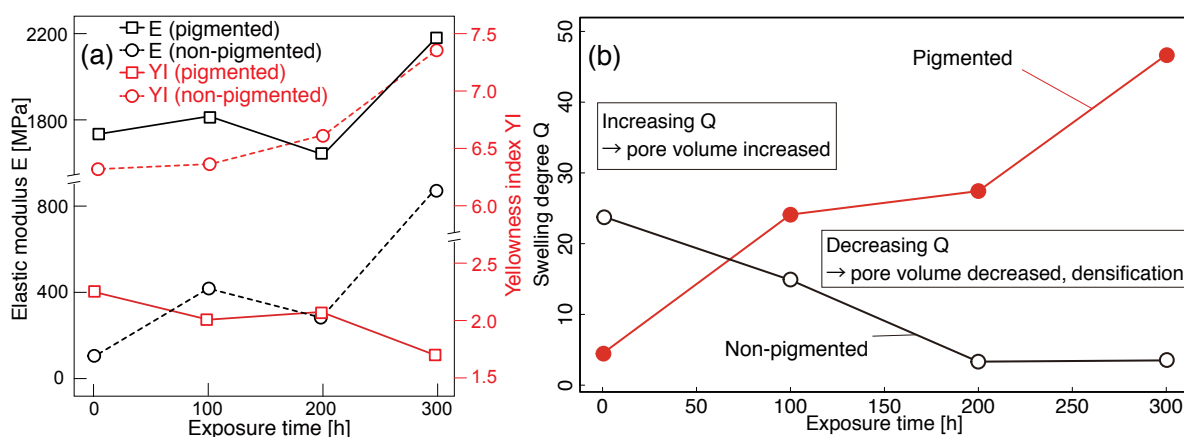 (a)
E (pigmented)
E (non-pigmented)
YI (pigmented)
YI (non-pigmented)
Elastic modulus E [MPa]
2200
1800
800
400
0
Yellowness index YI
7.5
7.0
6.5
6.0
2.5
2.0
1.5
0 100 200 300
Exposure time [h]
(b)
Pigmented
Increasing Q
→ pore volume increased
Decreasing Q
→ pore volume decreased, densification
Non-pigmented
Swelling degree Q
50
40
30
20
10
0
0 50 100 150 200 250 300
Exposure time [h]